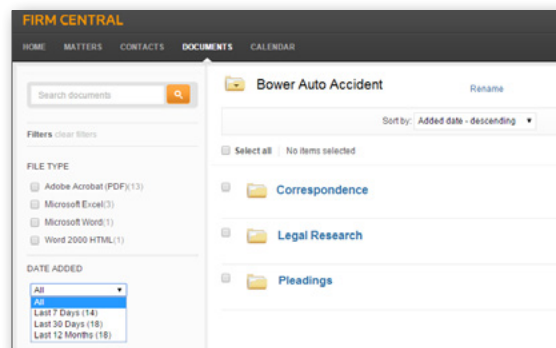 FIRM CENTRAL
HOME MATTERS CONTACTS DOCUMENTS CALENDAR
Search documents
Filters clear filters
FILE TYPE
Adobe Acrobat (PDF)(13)
Microsoft Excel(3)
Microsoft Word(1)
Word 2000 HTML(1)
DATE ADDED
All
All
Last 7 Days (14)
Last 30 Days (18)
Last 12 Months (18)
Bower Auto Accident Rename
Sort by: Added date - descending
Select all No items selected
Correspondence
Legal Research
Pleadings